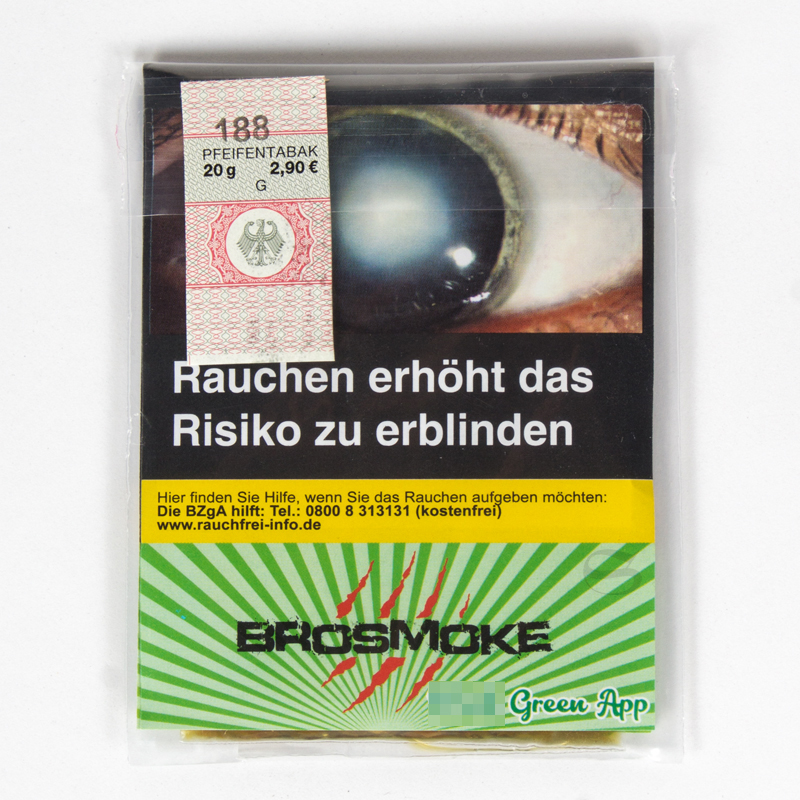 188
PFEIFENTABAK
20 g 2,90 €
G
Rauchen erhöht das
Risiko zu erblinden
Hier finden Sie Hilfe, wenn Sie das Rauchen aufgeben möchten:
Die BZgA hilft: Tel.: 0800 8 313131 (kostenfrei)
www.rauchfrei-info.de
BROSMOKE
Green App